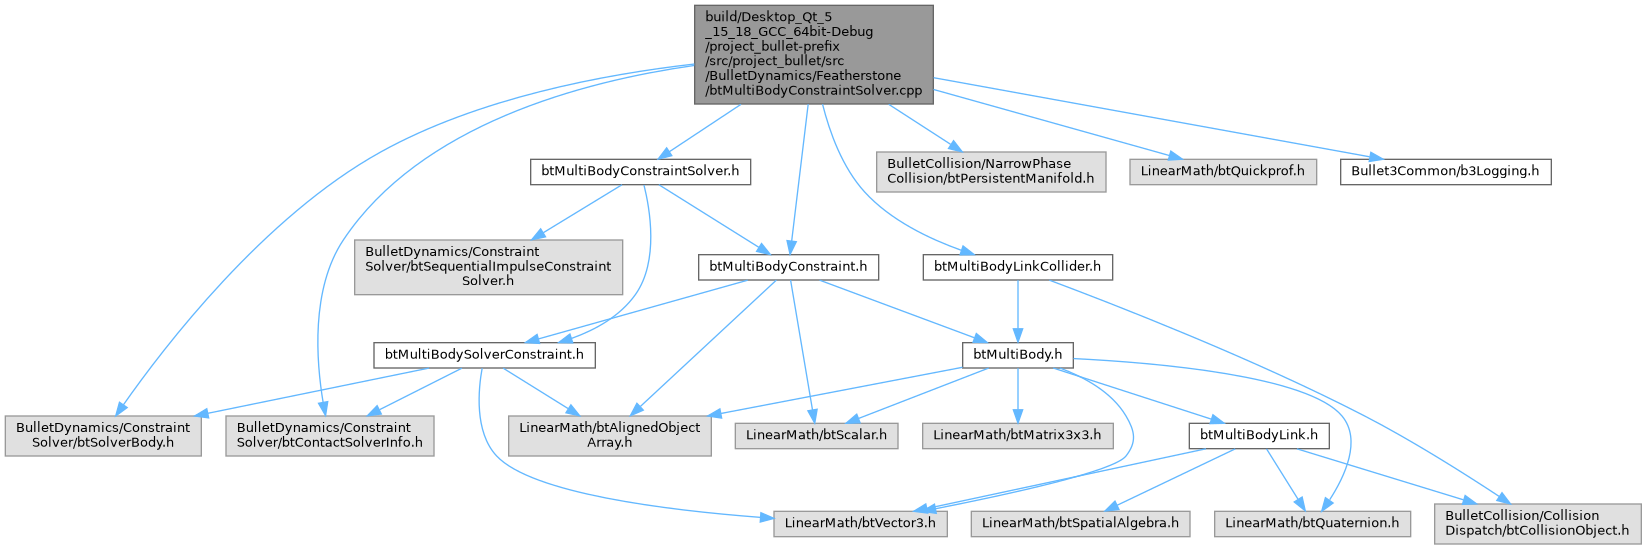 build/Desktop_Qt_5
_15_18_GCC_64bit-Debug
/project_bullet-prefix
/src/project_bullet/src
/BulletDynamics/Featherstone
/btMultiBodyConstraintSolver.cpp
btMultiBodyConstraintSolver.h
BulletCollision/NarrowPhase
Collision/btPersistentManifold.h
LinearMath/btQuickprof.h
Bullet3Common/b3Logging.h
BulletDynamics/Constraint
Solver/btSequentialImpulseConstraint
Solver.h
btMultiBodyConstraint.h
btMultiBodyLinkCollider.h
btMultiBodySolverConstraint.h
btMultiBody.h
BulletDynamics/Constraint
Solver/btSolverBody.h
BulletDynamics/Constraint
Solver/btContactSolverInfo.h
LinearMath/btAlignedObject
Array.h
LinearMath/btScalar.h
LinearMath/btMatrix3x3.h
btMultiBodyLink.h
LinearMath/btVector3.h
LinearMath/btSpatialAlgebra.h
LinearMath/btQuaternion.h
BulletCollision/Collision
Dispatch/btCollisionObject.h